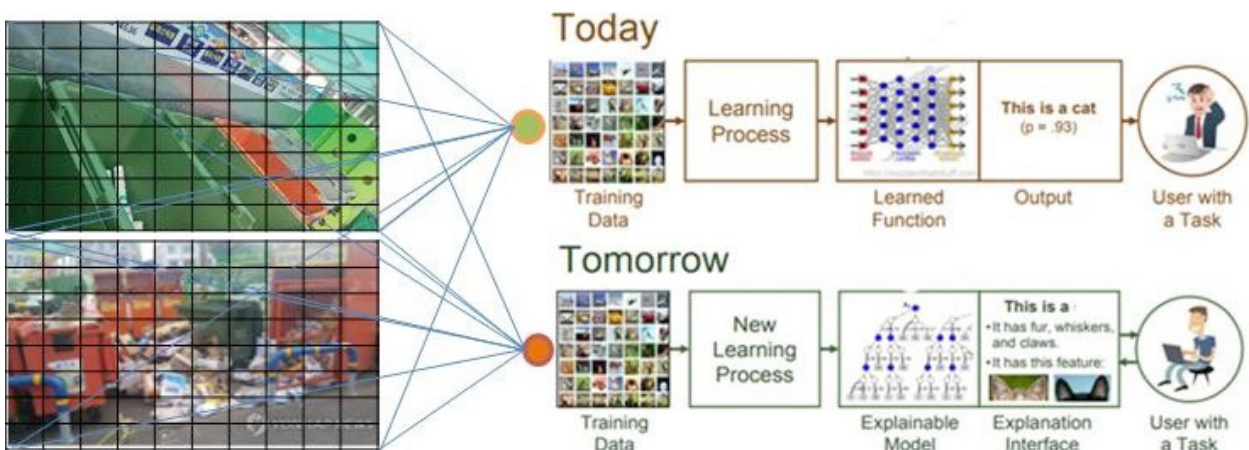 Today
Training
Data
Learning
Process
Learned
Function
This is a cat
(p = .93)
Output
User with
a Task
Tomorrow
Training
Data
New
Learning
Process
Explainable
Model
This is a
•It has fur, whiskers,
and claws.
•It has this feature:
Explanation
Interface
User with
a Task